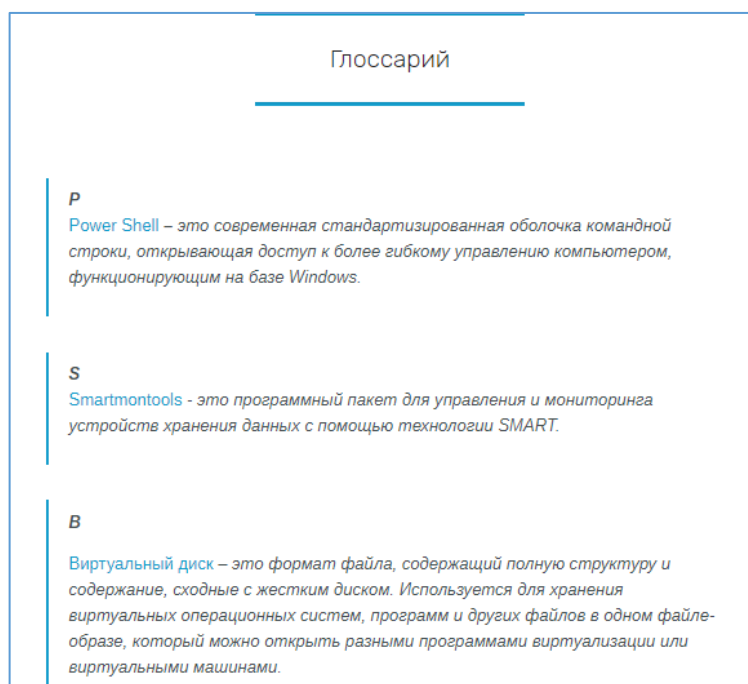 Глоссарий
P
Power Shell – это современная стандартизированная оболочка командной
строки, открывающая доступ к более гибкому управлению компьютером,
функционирующим на базе Windows.
S
Smartmontools - это программный пакет для управления и мониторинга
устройств хранения данных с помощью технологии SMART.
В
Виртуальный диск – это формат файла, содержащий полную структуру и
содержание, сходные с жестким диском. Используется для хранения
виртуальных операционных систем, программ и других файлов в одном файле-
образе, который можно открыть разными программами виртуализации или
виртуальными машинами.